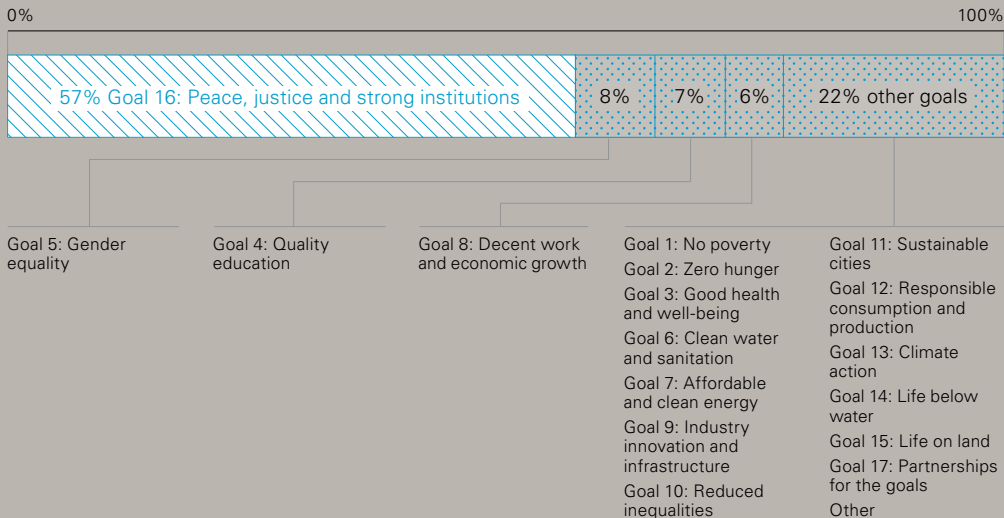 0%
100%
57% Goal 16: Peace, justice and strong institutions
8%
7%
6%
22% other goals
Goal 5: Gender
equality
Goal 4: Quality
education
Goal 8: Decent work
and economic growth
Goal 1: No poverty
Goal 2: Zero hunger
Goal 3: Good health
and well-being
Goal 6: Clean water
and sanitation
Goal 7: Affordable
and clean energy
Goal 9: Industry
innovation and
infrastructure
Goal 10: Reduced
inequalities
Goal 11: Sustainable
cities
Goal 12: Responsible
consumption and
production
Goal 13: Climate
action
Goal 14: Life below
water
Goal 15: Life on land
Goal 17: Partnerships
for the goals
Other